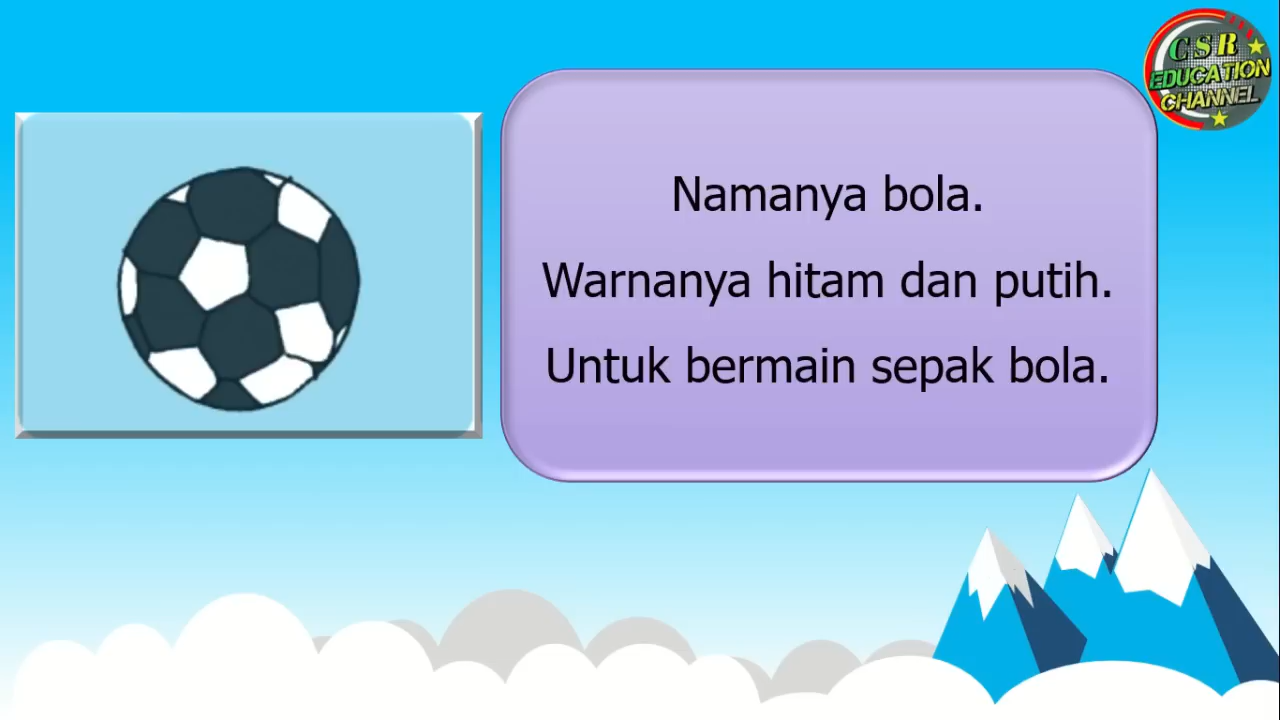 CSR
EDUCATION
CHANNEL
Namanya bola.
Warnanya hitam dan putih.
Untuk bermain sepak bola.